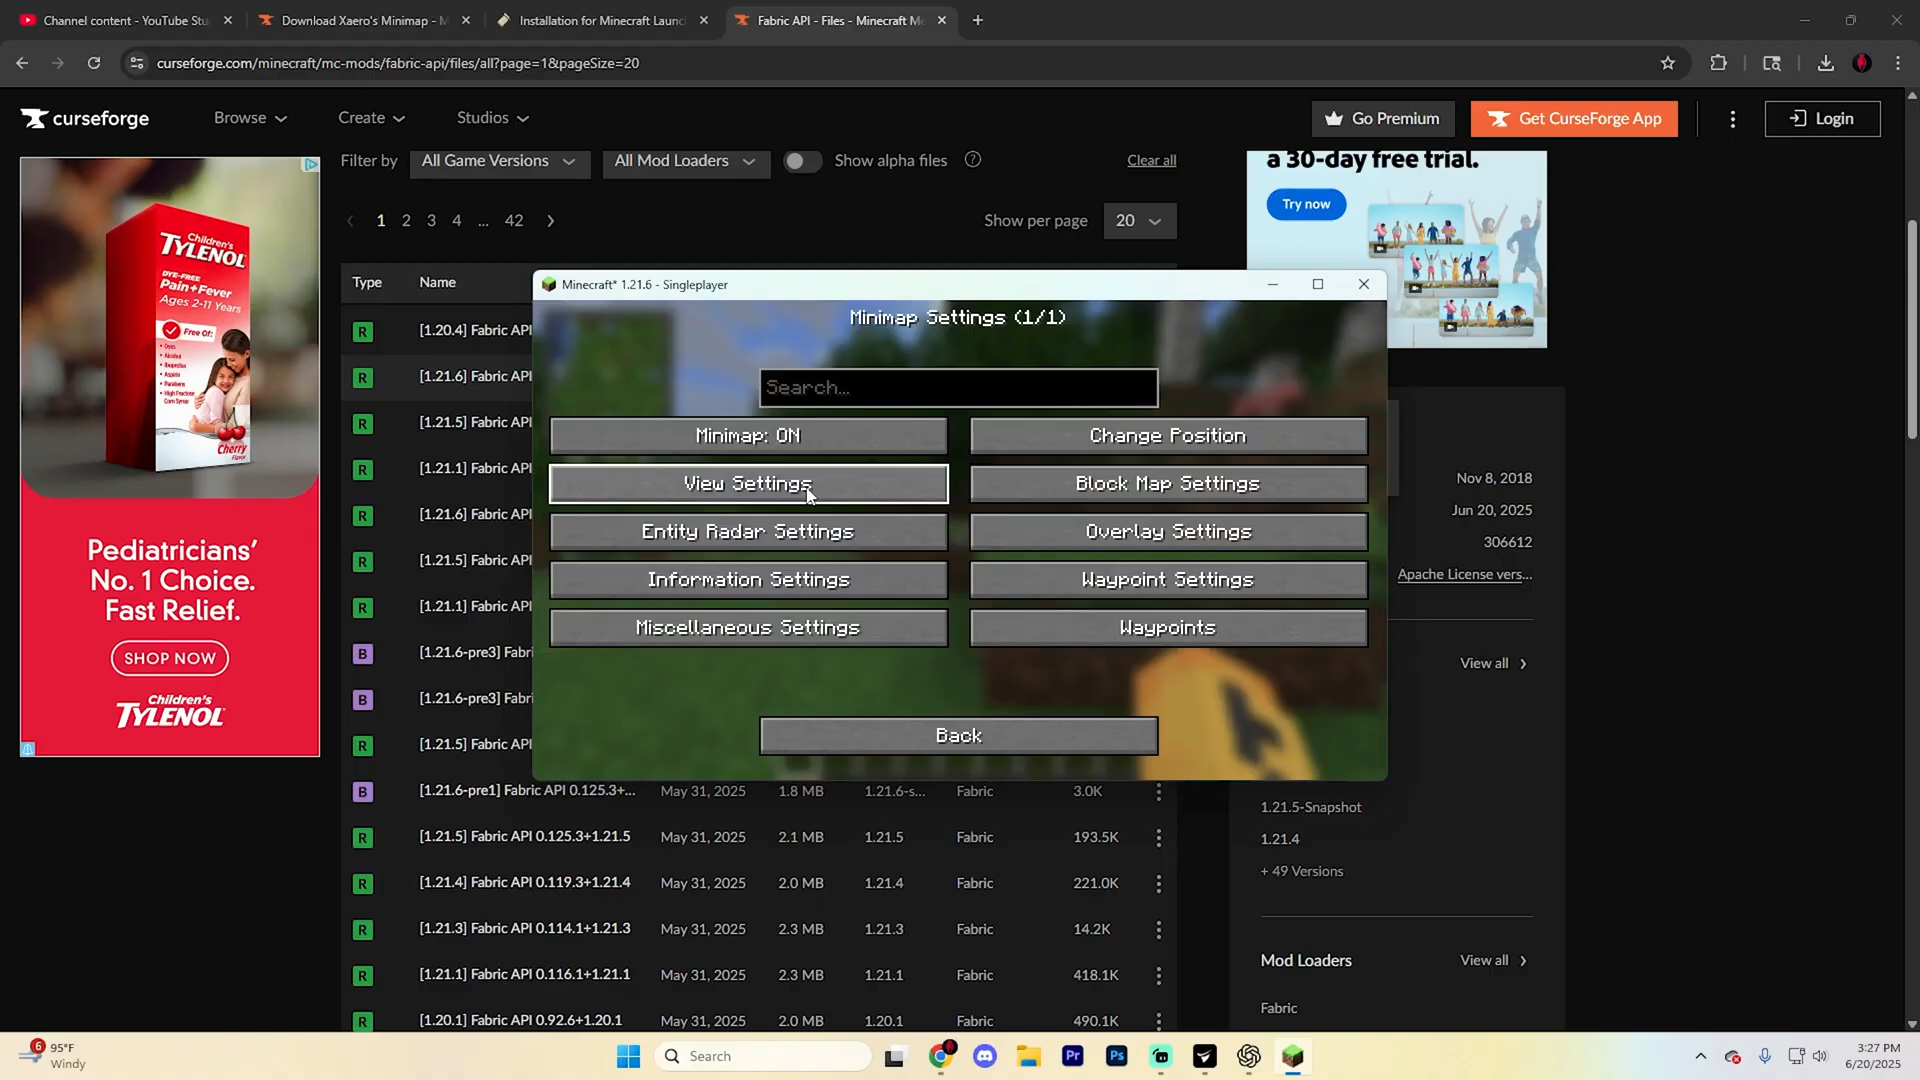 Channel content - YouTube Stu
Download Xaero's Minimap - M
Installation for Minecraft Launc
Fabric API - Files - Minecraft Mo
curseforge.com/minecraft/mc-mods/fabric-api/files/all?page=1&pageSize=20
curseforge
Browse
Create
Studios
Go Premium
Get CurseForge App
Login
Filter by
All Game Versions
All Mod Loaders
Show alpha files
?
Clear all
1 2 3 4 ... 42
Show per page
20
Type
Name
[1.20.4] Fabric API
[1.21.6] Fabric API
[1.21.5] Fabric API
[1.21.1] Fabric API
[1.21.6] Fabric API
[1.21.5] Fabric API
[1.21.1] Fabric API
[1.21.6-pre3] Fabri
[1.21.6-pre3] Fabri
[1.21.5] Fabric API
R
R
R
R
R
R
R
B
B
R
B [1.21.6-pre1] Fabric API 0.125.3+... May 31, 2025 1.8 MB 1.21.6-s... Fabric 3.0K
R [1.21.5] Fabric API 0.125.3+1.21.5 May 31, 2025 2.1 MB 1.21.5 Fabric 193.5K
R [1.21.4] Fabric API 0.119.3+1.21.4 May 31, 2025 2.0 MB 1.21.4 Fabric 221.0K
R [1.21.3] Fabric API 0.114.1+1.21.3 May 31, 2025 2.3 MB 1.21.3 Fabric 14.2K
R [1.21.1] Fabric API 0.116.1+1.21.1 May 31, 2025 2.3 MB 1.21.1 Fabric 418.1K
R [1.20.1] Fabric API 0.92.6+1.20.1 May 31, 2025 2.0 MB 1.20.1 Fabric 490.1K
Minecraft* 1.21.6 - Singleplayer
Minimap Settings (1/1)
Search...
Minimap: ON
Change Position
View Settings
Block Map Settings
Entity Radar Settings
Overlay Settings
Information Settings
Waypoint Settings
Miscellaneous Settings
Waypoints
Back
Children's
TYLENOL
DYE-FREE
Pain+Fever
Ages 2-11 Years
Free Of:
Cherry
Flavor
Pediatricians'
No. 1 Choice.
Fast Relief.
SHOP NOW
Children's
TYLENOL
a 30-day free trial.
Try now
Nov 8, 2018
Jun 20, 2025
306612
Apache License vers...
View all
1.21.5-Snapshot
1.21.4
+ 49 Versions
Mod Loaders
View all
Fabric
6
95°F
Windy
Search
Pr
Ps
3:27 PM
6/20/2025